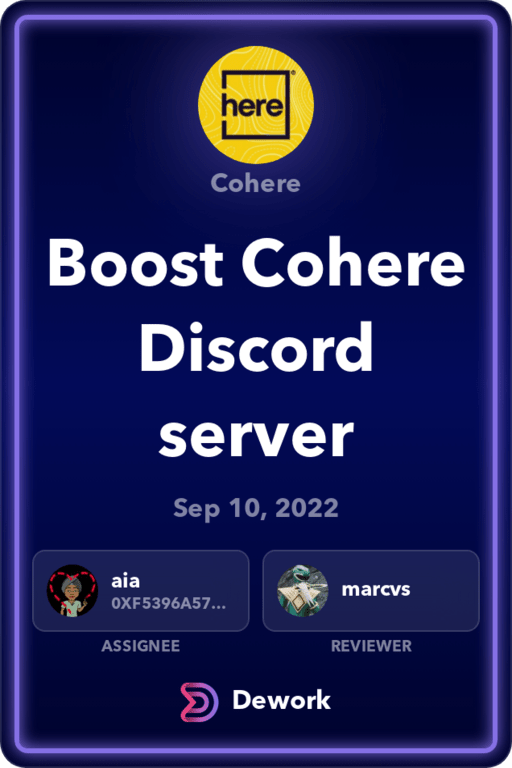 here®
Cohere
Boost Cohere
Discord
server
Sep 10, 2022
aia
0XF5396A57...
marcvs
ASSIGNEE
REVIEWER
Dework